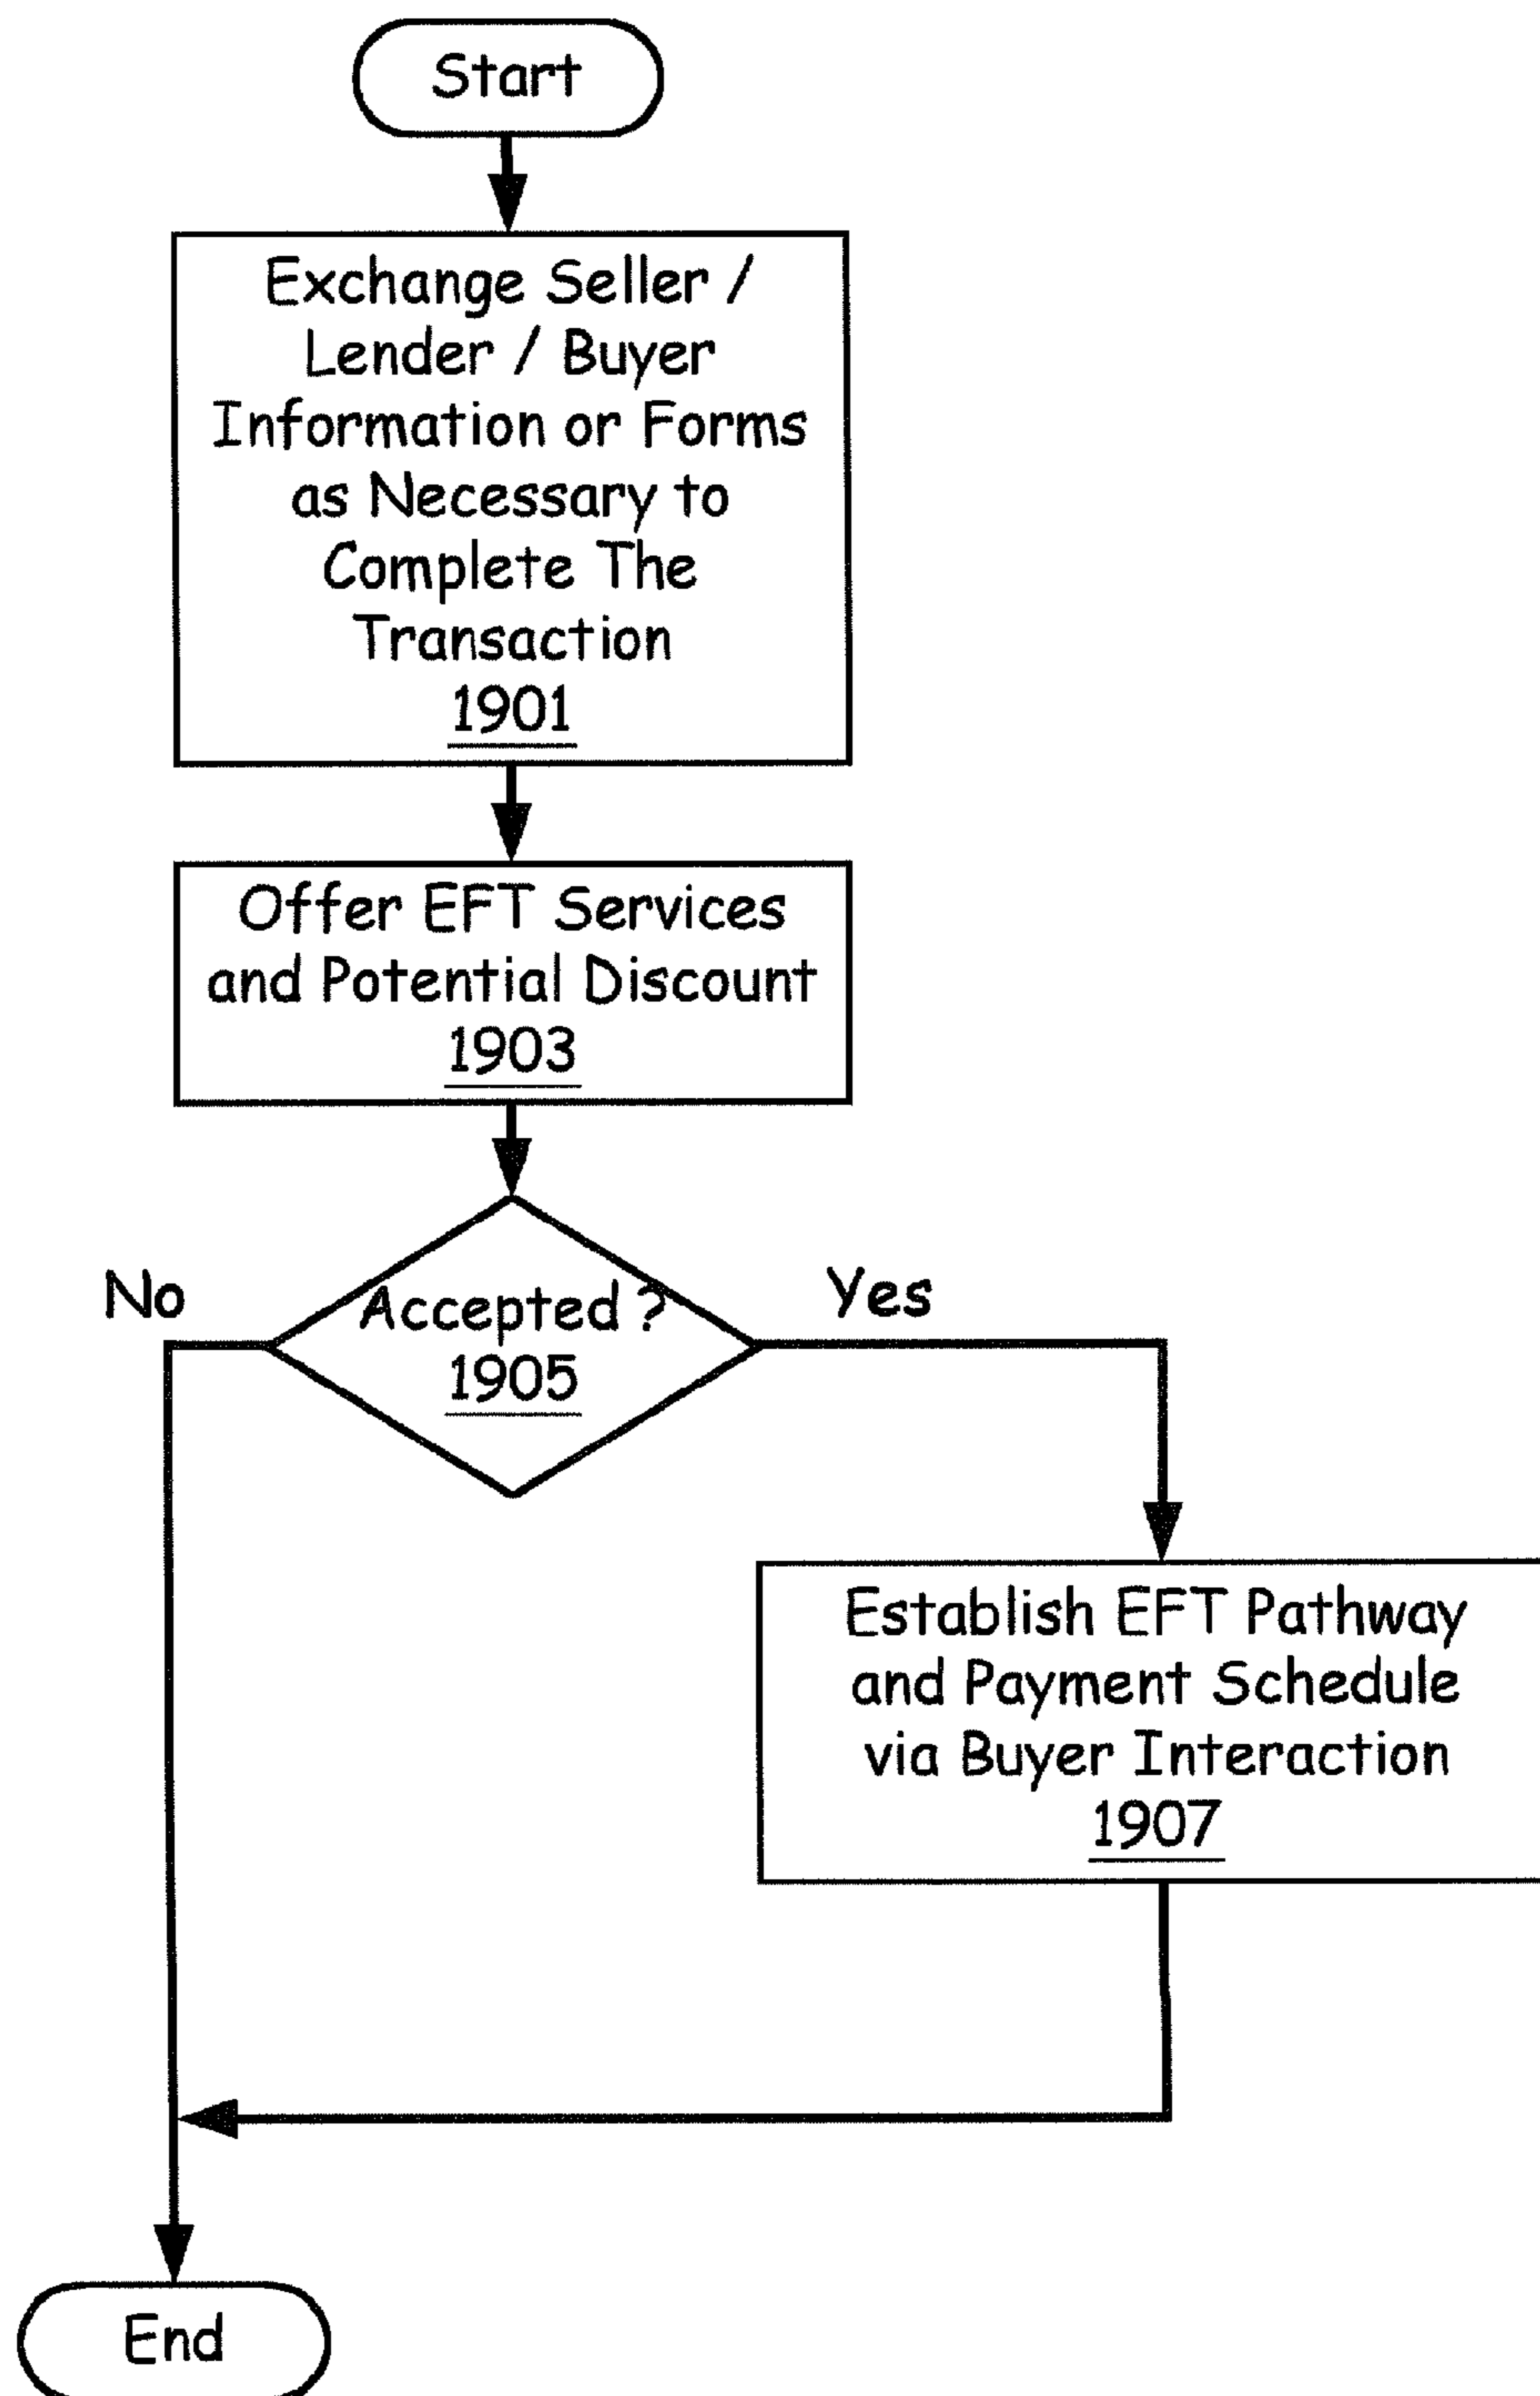 Start
Exchange Seller /
Lender / Buyer
Information or Forms
as Necessary to
Complete The
Transaction
1901
Offer EFT Services
and Potential Discount
1903
No
Accepted ?
Yes
1905
Establish EFT Pathway
and Payment Schedule
via Buyer Interaction
1907
End